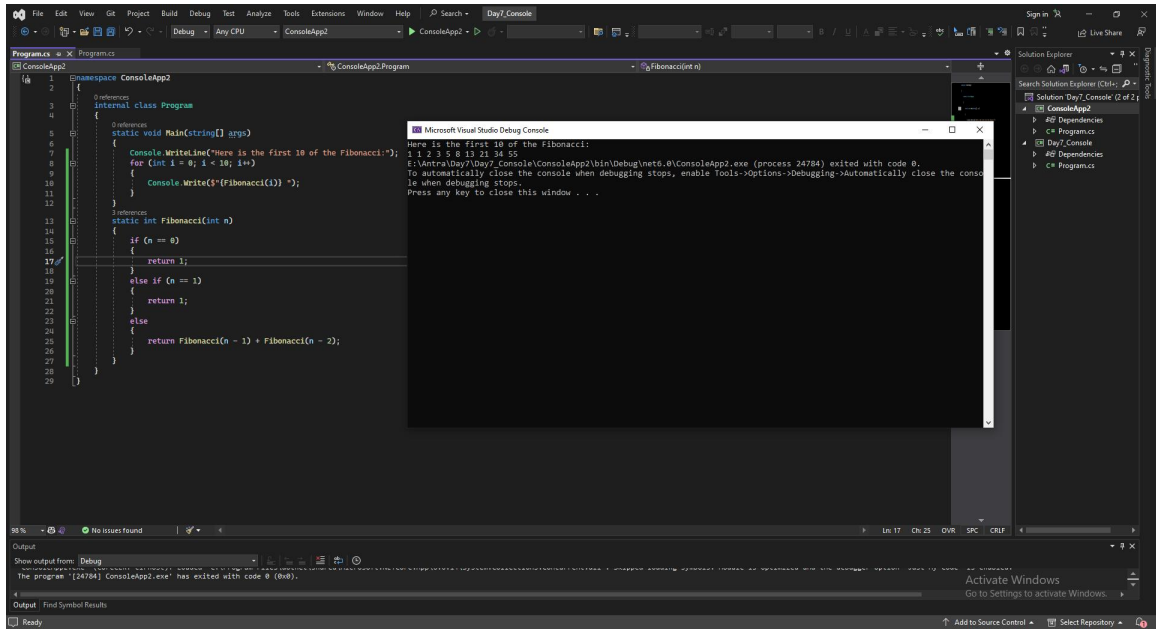 File Edit View Git Project Build Debug Test Analyze Tools Extensions Window Help Search Day7_Console Sign in
Debug Any CPU ConsoleApp2 ConsoleApp2 Live Share
Program.cs Program.cs
ConsoleApp2 ConsoleApp2.Program Fibonacci(int n)
1 namespace ConsoleApp2
2 {
0 references
3 internal class Program
4 {
0 references
5 static void Main(string[] args)
6 {
7 Console.WriteLine("Here is the first 10 of the Fibonacci:");
8 for (int i = 0; i < 10; i++)
9 {
10 Console.Write($"{Fibonacci(i)} ");
11 }
12 }
3 references
13 static int Fibonacci(int n)
14 {
15 if (n == 0)
16 {
17 return 1;
18 }
19 else if (n == 1)
20 {
21 return 1;
22 }
23 else
24 {
25 return Fibonacci(n - 1) + Fibonacci(n - 2);
26 }
27 }
28 }
29 }
Microsoft Visual Studio Debug Console
Here is the first 10 of the Fibonacci:
1 1 2 3 5 8 13 21 34 55
E:\Antra\Day7\Day7_Console\ConsoleApp2\bin\Debug\net6.0\ConsoleApp2.exe (process 24784) exited with code 0.
To automatically close the console when debugging stops, enable Tools->Options->Debugging->Automatically close the conso
le when debugging stops.
Press any key to close this window . . .
Solution Explorer
Search Solution Explorer (Ctrl+;
Solution 'Day7_Console' (2 of 2 p
ConsoleApp2
Dependencies
C# Program.cs
Day7_Console
Dependencies
C# Program.cs
Diagnostic Tools
98 % No issues found Ln: 17 Ch: 25 OVR SPC CRLF
Output
Show output from: Debug
The program '[24784] ConsoleApp2.exe' has exited with code 0 (0x0).
Activate Windows
Go to Settings to activate Windows.
Output Find Symbol Results
Ready Add to Source Control Select Repository